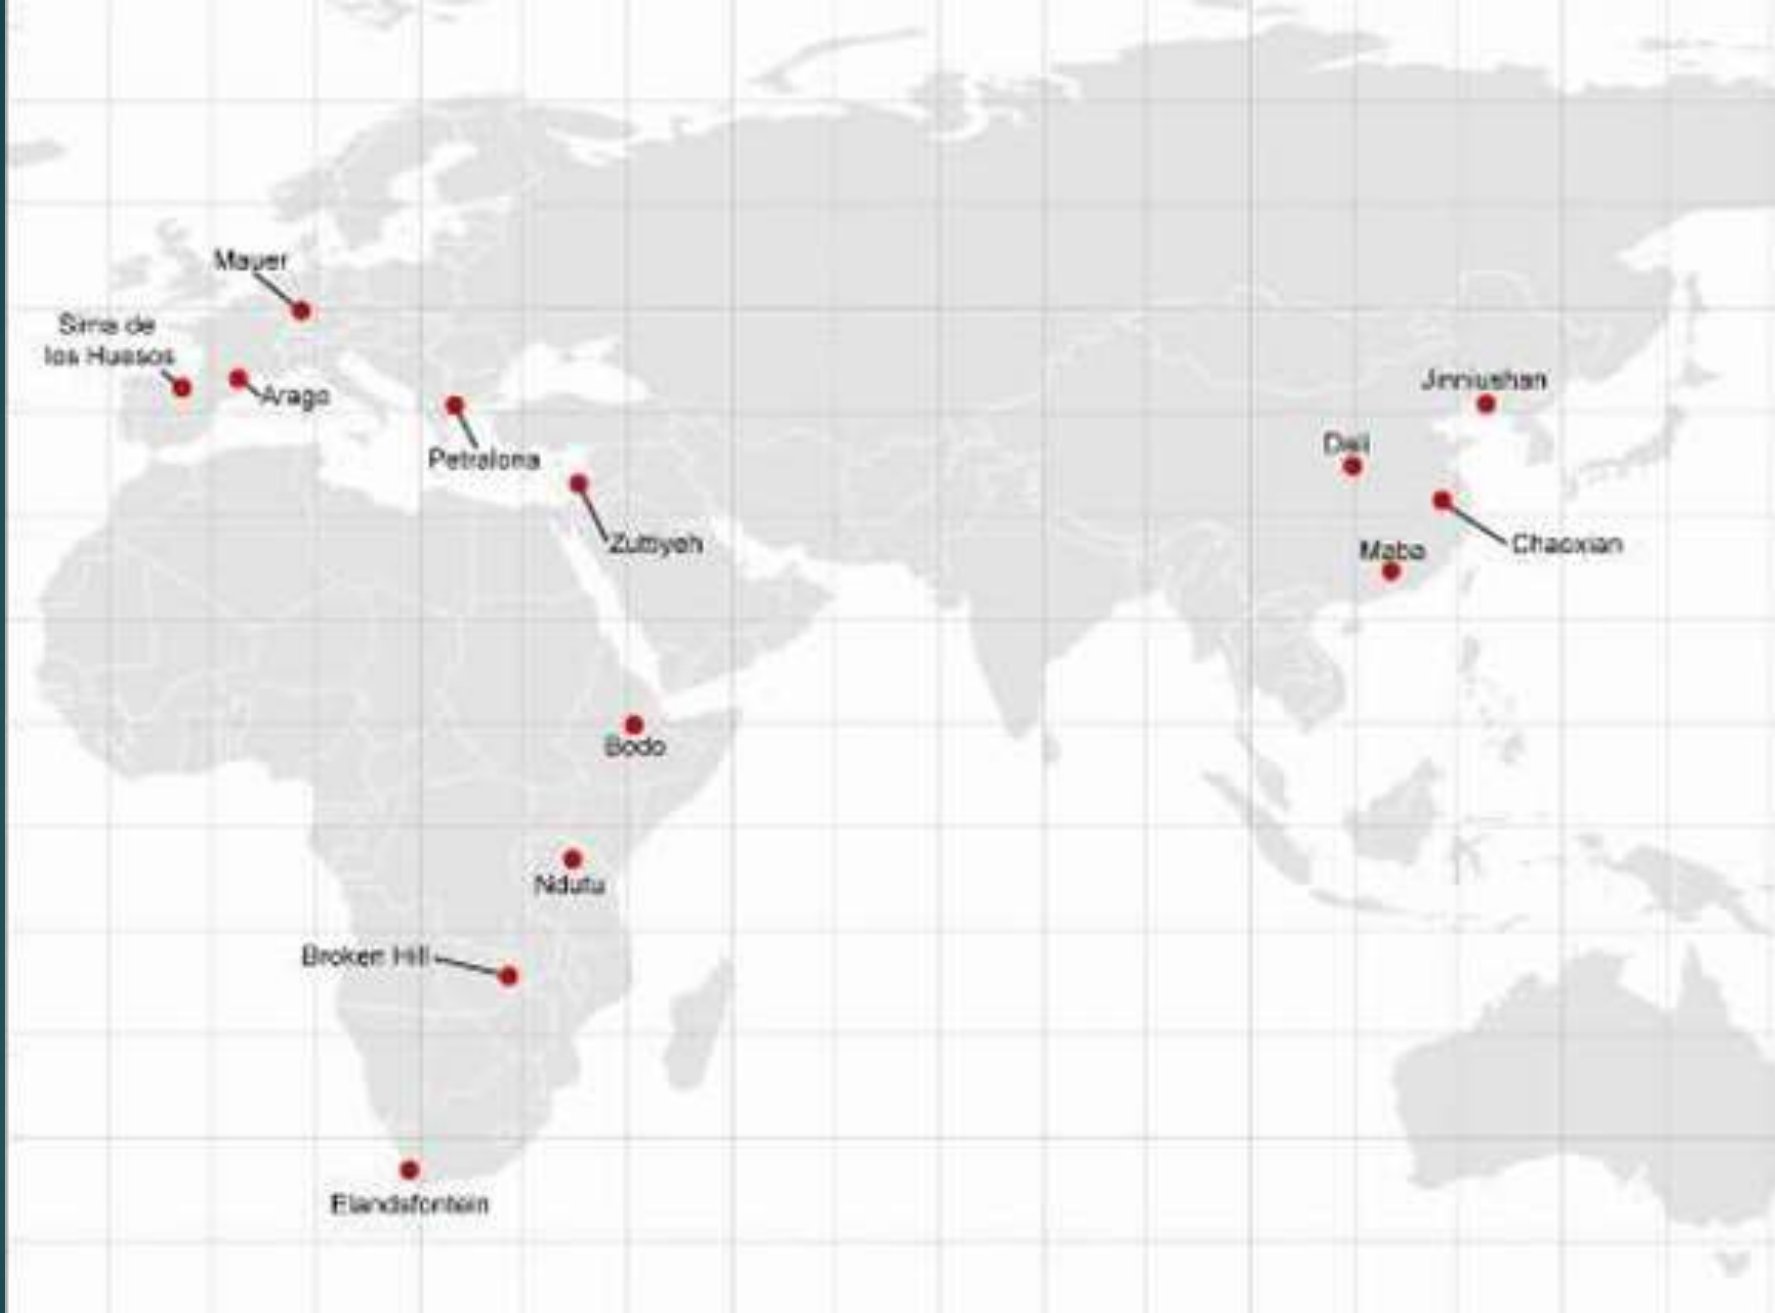 Mauer
Sima de
los Huesos
Arago
Petralona
Zuttiyeh
Jinniushan
Dali
Chaoxian
Maba
Bodo
Ndutu
Broken Hill
Elandsfontein